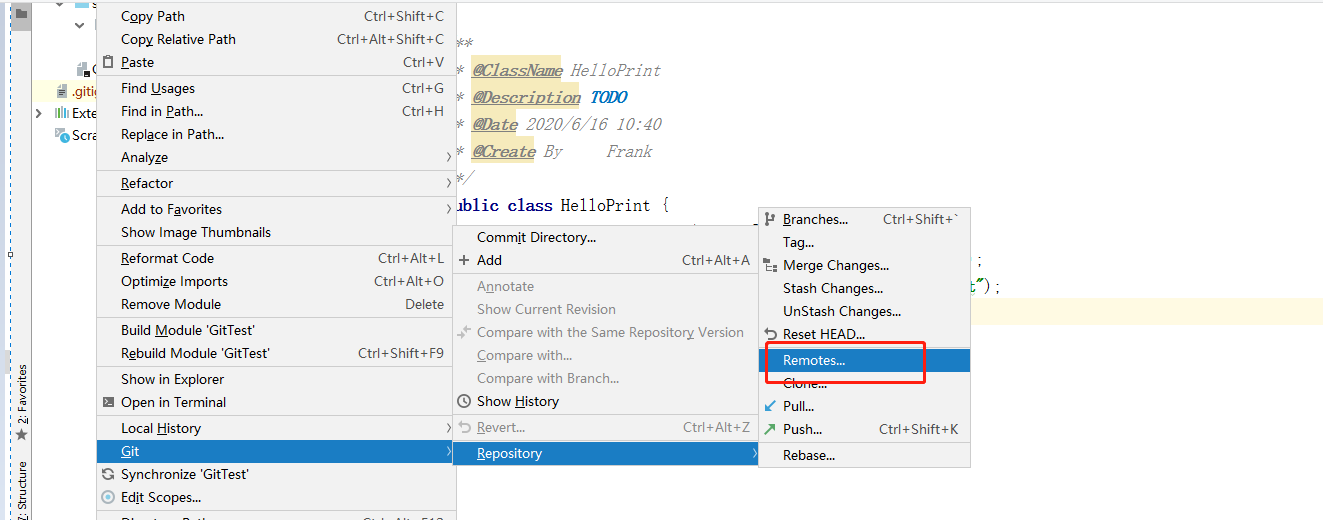 Copy Path Ctrl+Shift+C
Copy Relative Path Ctrl+Alt+Shift+C
Paste Ctrl+V
Find Usages Ctrl+G
Find in Path... Ctrl+H
Replace in Path...
Analyze
Refactor
Add to Favorites
Show Image Thumbnails
Reformat Code Ctrl+Alt+L
Optimize Imports Ctrl+Alt+O
Remove Module Delete
Build Module 'GitTest'
Rebuild Module 'GitTest' Ctrl+Shift+F9
Show in Explorer
Open in Terminal
Local History
Git
Synchronize 'GitTest'
Edit Scopes...
.gitig
Exte
Scra
2: Favorites
7: Structure
**
* @ClassName HelloPrint
* @Description TODO
* @Date 2020/6/16 10:40
* @Create By Frank
*/
ublic class HelloPrint {
;
t");
Commit Directory...
Add Ctrl+Alt+A
Annotate
Show Current Revision
Compare with the Same Repository Version
Compare with...
Compare with Branch...
Show History
Revert... Ctrl+Alt+Z
Repository
Branches... Ctrl+Shift+`
Tag...
Merge Changes...
Stash Changes...
UnStash Changes...
Reset HEAD...
Remotes...
Clone...
Pull...
Push... Ctrl+Shift+K
Rebase...